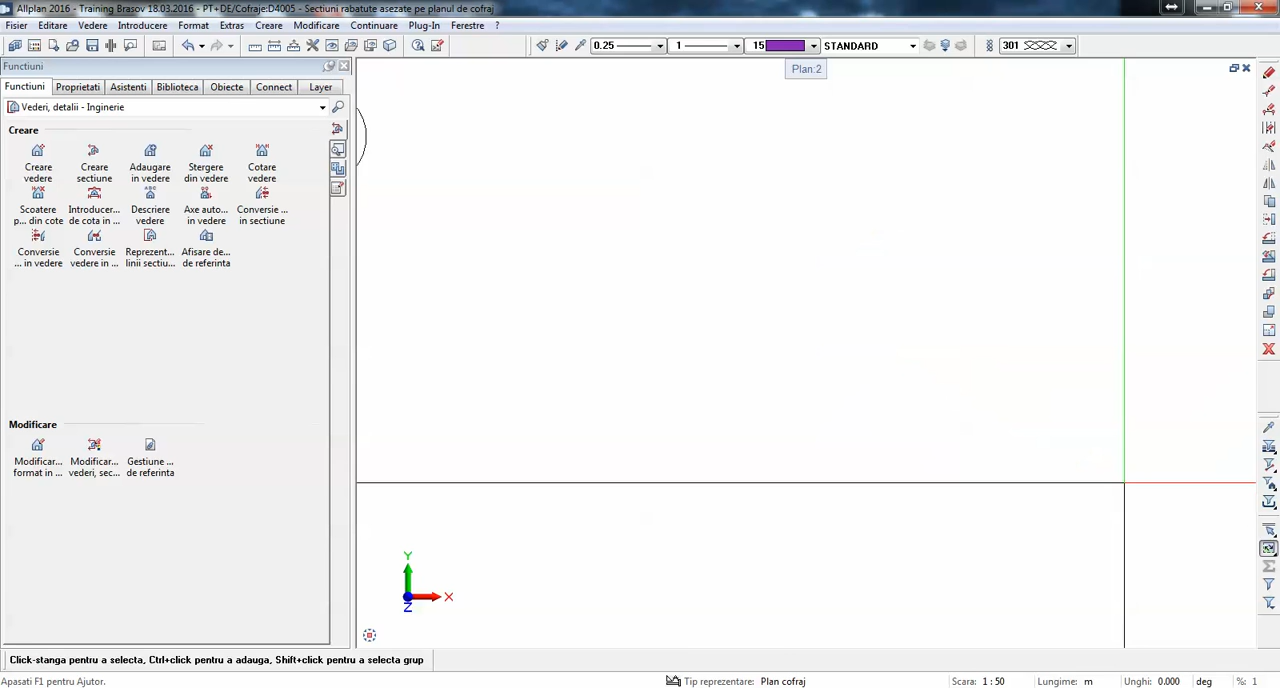 Allplan 2016 - Training Brasov 18.03.2016 - PT+DE/Cofraje:D4005 - Sectiuni rabatute asezate pe planul de cofraj
Fisier Editare Vedere Introducere Format Extras Creare Modificare Continuare Plug-In Ferestre ?
0.25 1 15 STANDARD 301
Functiuni
Plan:2
Functiuni Proprietati Asistenti Biblioteca Obiecte Connect Layer
Vederi, detalii - Inginerie
Creare
Creare vedere
Creare sectiune
Adaugare in vedere
Stergere din vedere
Cotare vedere
Scoatere p... din cote
Introducer... de cota in ...
Descriere vedere
Axe auto... in vedere
Conversie ... in sectiune
Conversie ... in vedere
Conversie vedere in ...
Reprezent... linii sectiu...
Afisare de... de referinta
Modificare
Modificar... format in ...
Modificar... vederi, sec...
Gestiune ... de referinta
Y
X
Z
Click-stanga pentru a selecta, Ctrl+click pentru a adauga, Shift+click pentru a selecta grup
Apasati F1 pentru Ajutor. Tip reprezentare: Plan cofraj Scara: 1 : 50 Lungime: m Unghi: 0.000 deg %: 1